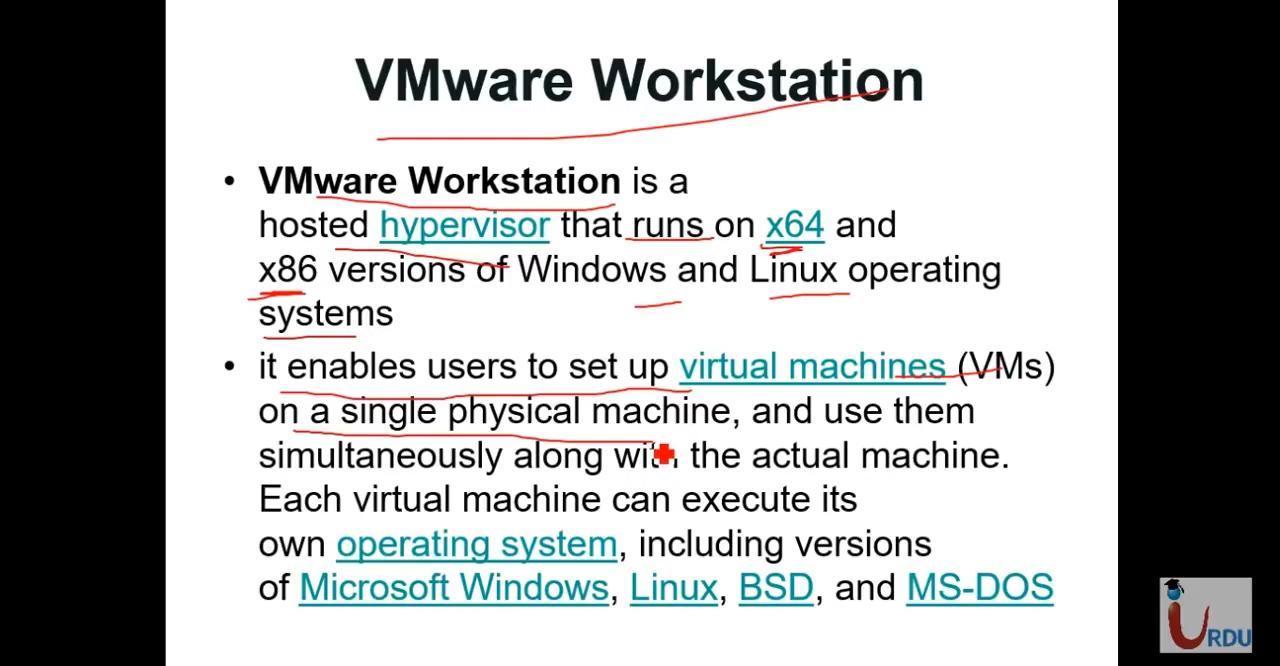 VMware Workstation
• VMware Workstation is a
hosted hypervisor that runs on x64 and
x86 versions of Windows and Linux operating
systems
• it enables users to set up virtual machines (VMs)
on a single physical machine, and use them
simultaneously along with the actual machine.
Each virtual machine can execute its
own operating system, including versions
of Microsoft Windows, Linux, BSD, and MS-DOS
iURDU